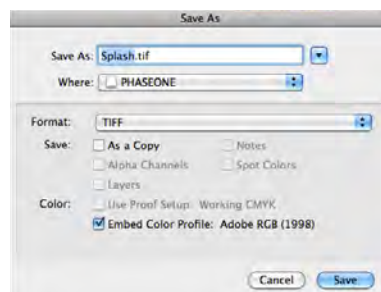 Save As
Save As: Splash.tif
Where: PHASEONE
Format: TIFF
Save: As a Copy Notes
Alpha Channels Spot Colors
Layers
Color: Use Proof Setup: Working CMYK
Embed Color Profile: Adobe RGB (1998)
Cancel Save